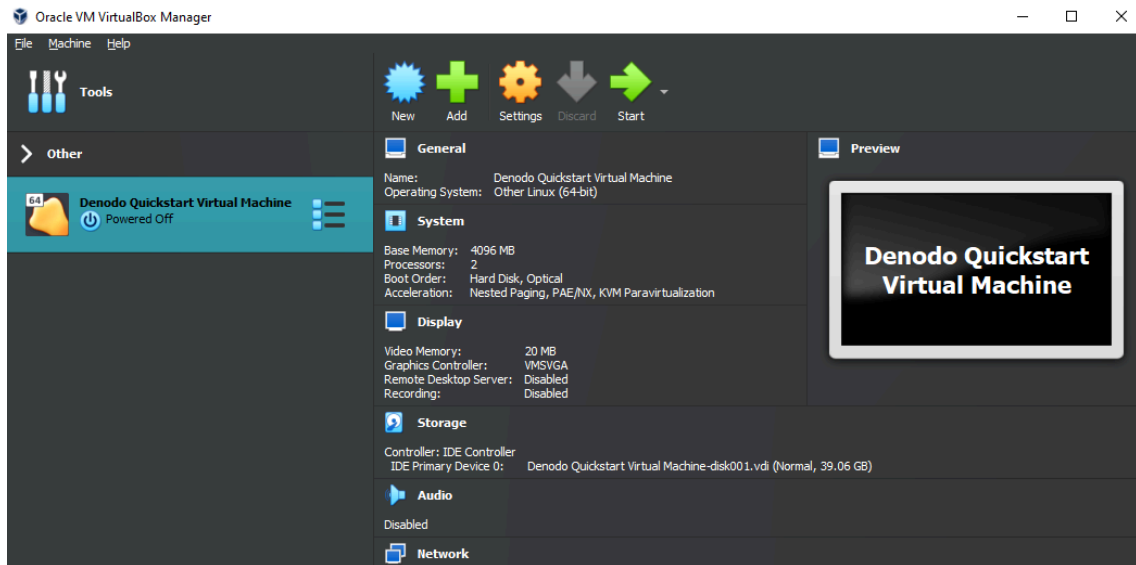 Oracle VM VirtualBox Manager
File Machine Help
Tools
New Add Settings Discard Start
Other
64
Denodo Quickstart Virtual Machine
Powered Off
General
Name: Denodo Quickstart Virtual Machine
Operating System: Other Linux (64-bit)
System
Base Memory: 4096 MB
Processors: 2
Boot Order: Hard Disk, Optical
Acceleration: Nested Paging, PAE/NX, KVM Paravirtualization
Display
Video Memory: 20 MB
Graphics Controller: VMSVGA
Remote Desktop Server: Disabled
Recording: Disabled
Storage
Controller: IDE Controller
IDE Primary Device 0: Denodo Quickstart Virtual Machine-disk001.vdi (Normal, 39.06 GB)
Audio
Disabled
Network
Preview
Denodo Quickstart
Virtual Machine